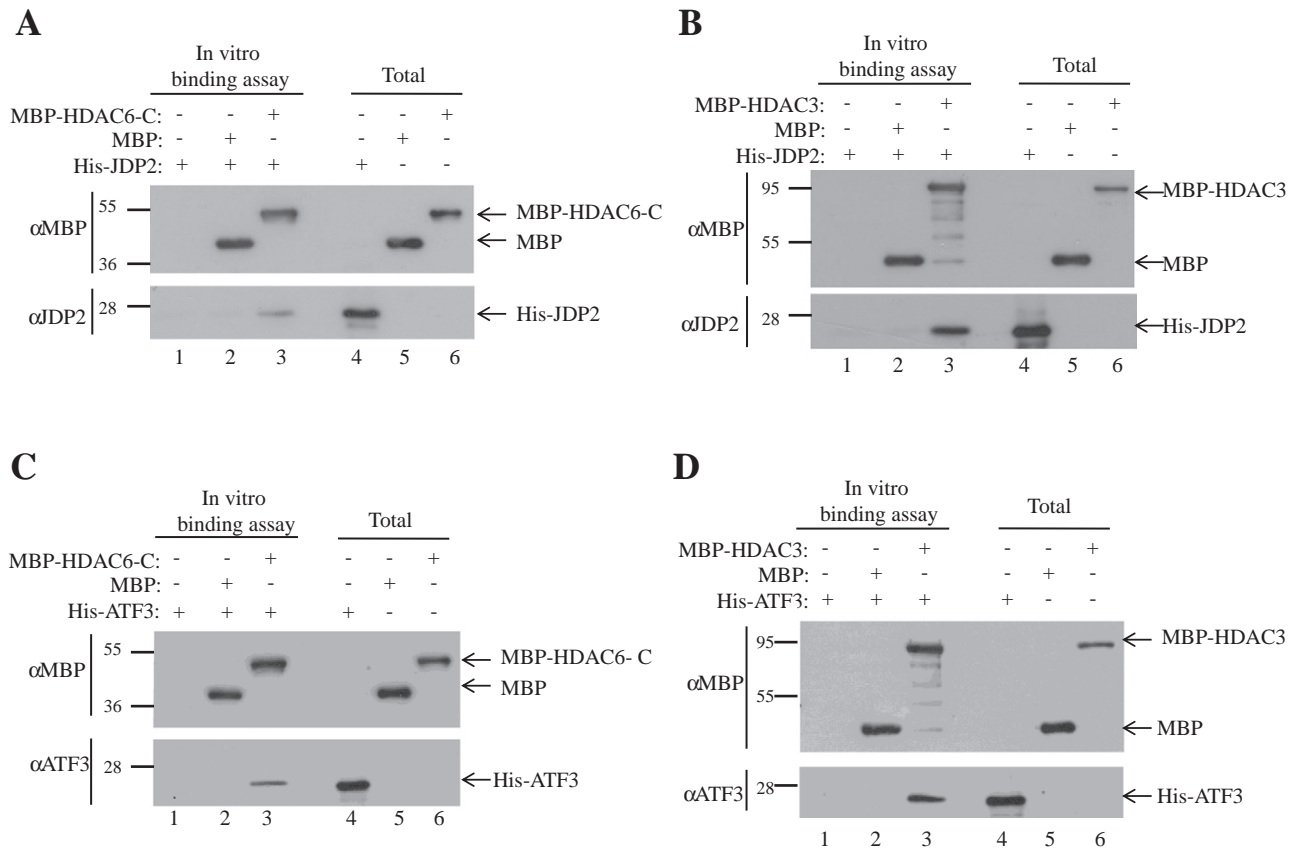 A
In vitro
binding assay
Total
MBP-HDAC6-C: - - + - - +
MBP: - + - - + -
His-JDP2: + + + + - -
αMBP
55
36
MBP-HDAC6-C
MBP
αJDP2
28
His-JDP2
1 2 3 4 5 6
B
In vitro
binding assay
Total
MBP-HDAC3: - - + - - +
MBP: - + - - + -
His-JDP2: + + + + - -
αMBP
95
55
MBP-HDAC3
MBP
αJDP2
28
His-JDP2
1 2 3 4 5 6
C
In vitro
binding assay
Total
MBP-HDAC6-C: - - + - - +
MBP: - + - - + -
His-ATF3: + + + + - -
αMBP
55
36
MBP-HDAC6- C
MBP
αATF3
28
His-ATF3
1 2 3 4 5 6
D
In vitro
binding assay
Total
MBP-HDAC3: - - + - - +
MBP: - + - - + -
His-ATF3: + + + + - -
αMBP
95
55
MBP-HDAC3
MBP
αATF3
28
His-ATF3
1 2 3 4 5 6